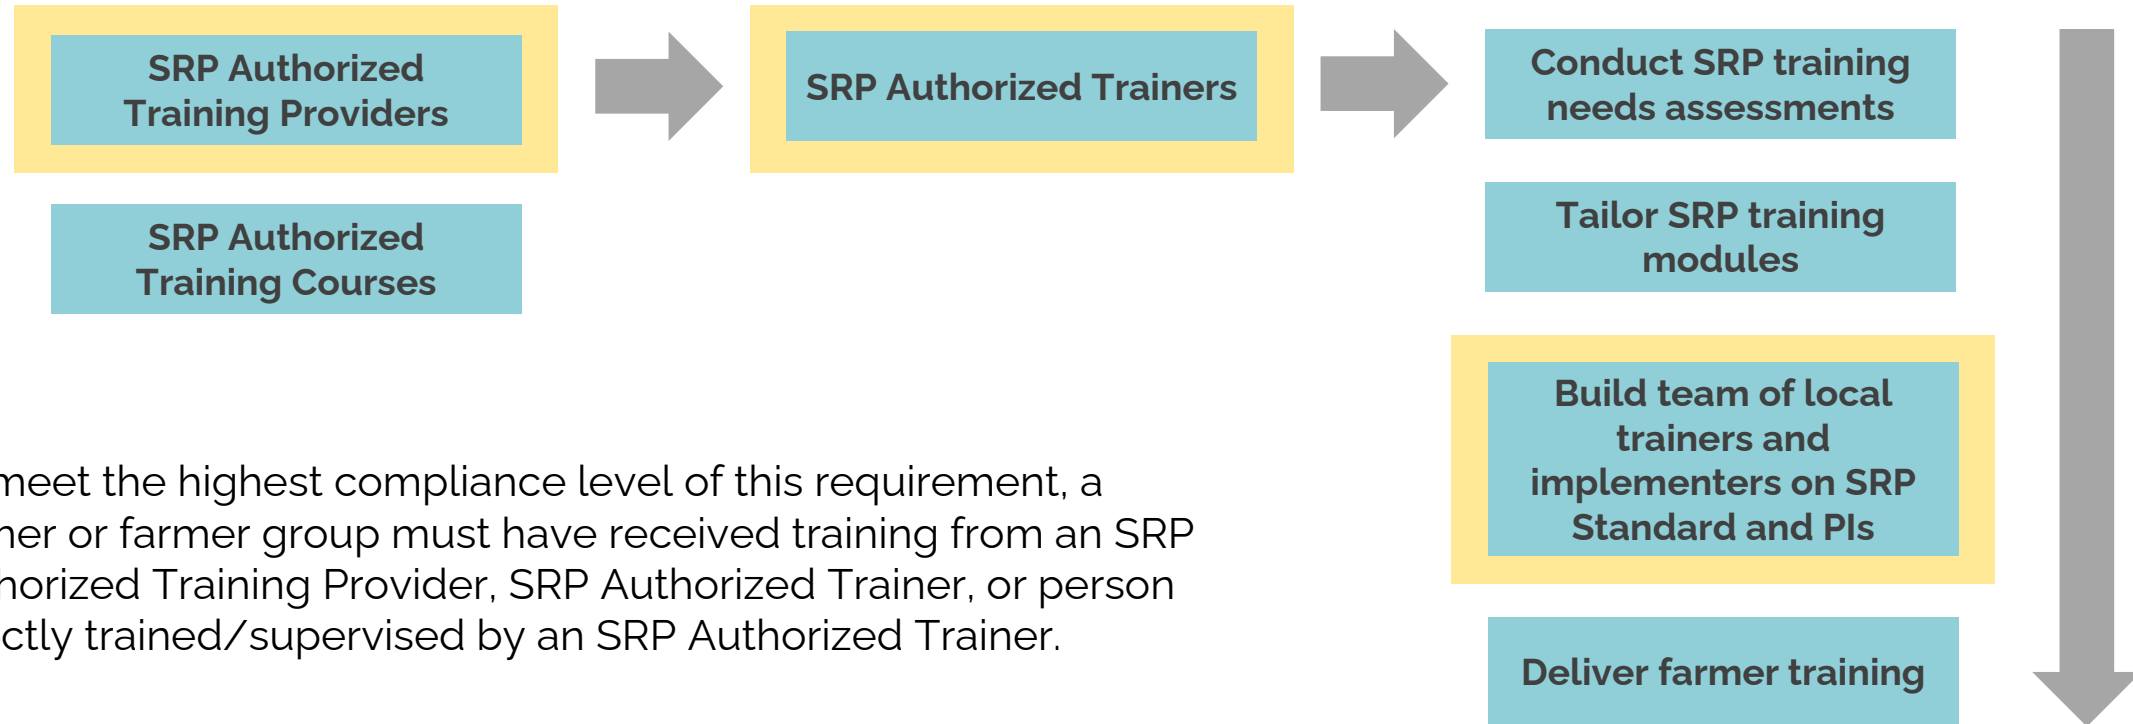 SRP Authorized
Training Providers
SRP Authorized
Training Courses
SRP Authorized Trainers
Conduct SRP training
needs assessments
Tailor SRP training
modules
Build team of local
trainers and
implementers on SRP
Standard and PIs
Deliver farmer training
meet the highest compliance level of this requirement, a
or farmer group must have received training from an SRP
Training Provider, SRP Authorized Trainer, or person
trained/supervised by an SRP Authorized Trainer.